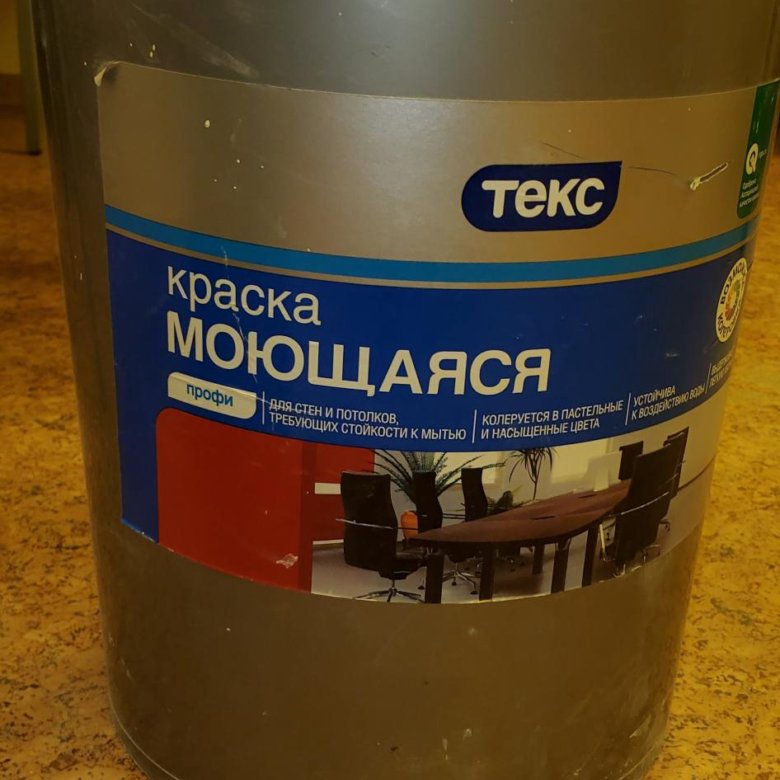 текс
краска
МОЮЩАЯСЯ
профи
ДЛЯ СТЕН И ПОТОЛКОВ,
ТРЕБУЮЩИХ СТОЙКОСТИ К МЫТЬЮ
КОЛЕРУЕТСЯ В ПАСТЕЛЬНЫЕ
И НАСЫЩЕННЫЕ ЦВЕТА
УСТОЙЧИВА
К ВОЗДЕЙСТВИЮ ВОДЫ